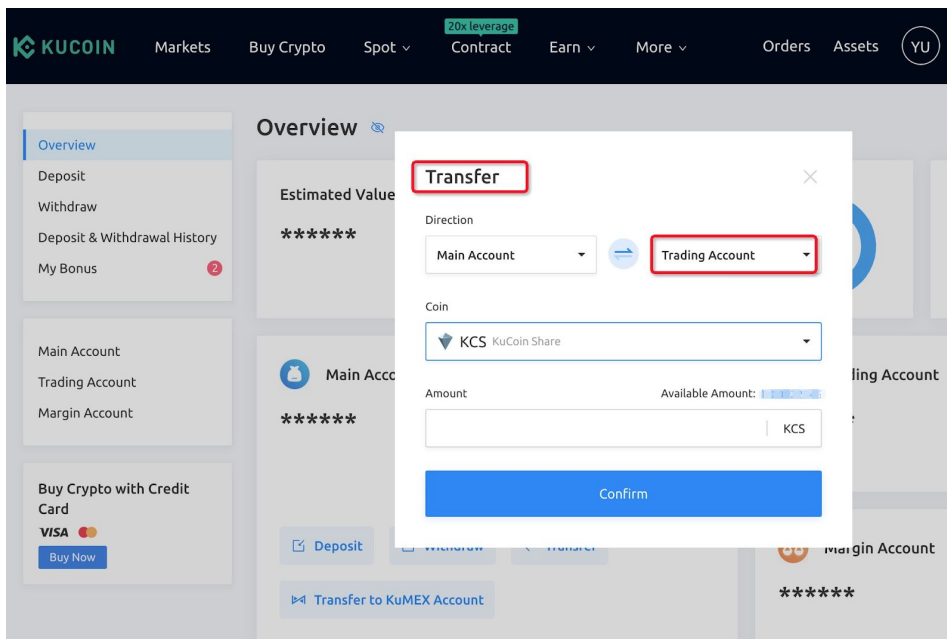 20x leverage
KUCOIN Markets Buy Crypto Spot Contract Earn More Orders Assets YU
Overview
Deposit
Withdraw
Deposit & Withdrawal History
My Bonus 2
Main Account
Trading Account
Margin Account
Buy Crypto with Credit
Card
VISA
Buy Now
Overview
Estimated Value
******
Main Acco
******
Deposit
Transfer to KuMEX Account
Transfer
Direction
Main Account Trading Account
Coin
KCS KuCoin Share
Amount Available Amount:
KCS
Confirm
ding Account
Margin Account
******